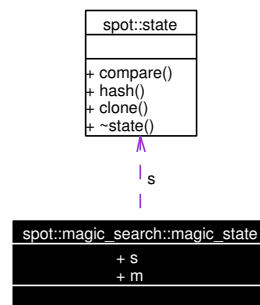 spot::state
+ compare()
+ hash()
+ clone()
+ ~state()
s
spot::magic_search::magic_state
+ s
+ m